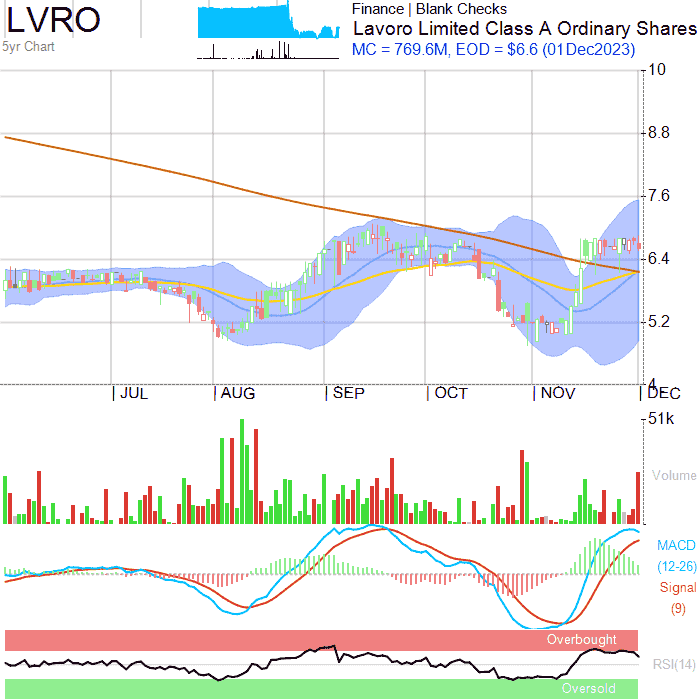 LVRO
5yr Chart
Finance | Blank Checks
Lavoro Limited Class A Ordinary Shares
MC = 769.6M, EOD = $6.6 (01Dec2023)
10
8.8
7.6
6.4
5.2
4
JUL AUG SEP OCT NOV DEC
51k
Volume
MACD
(12-26)
Signal
(9)
Overbought
RSI(14)
Oversold